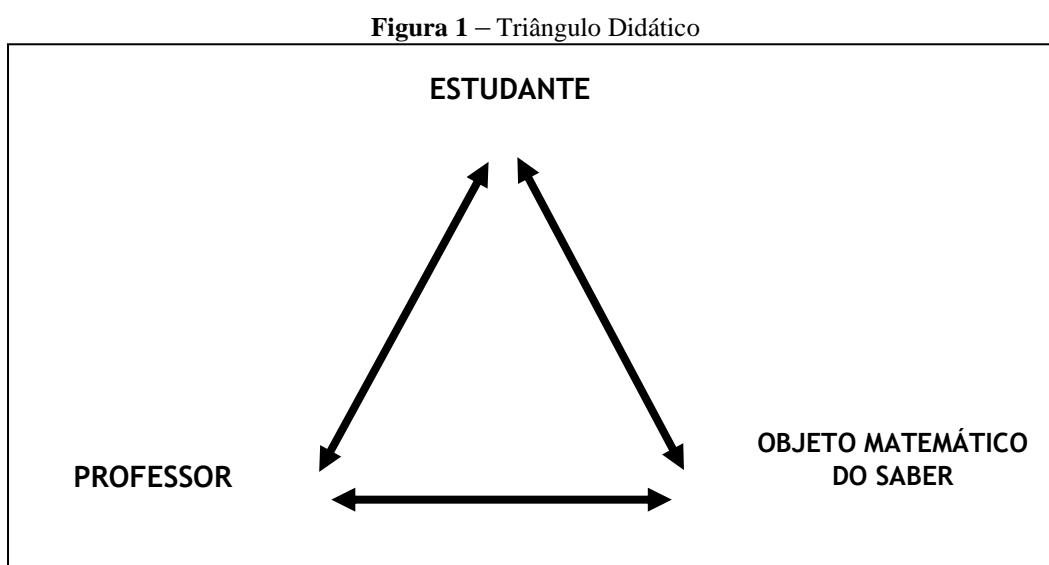 Figura 1 – Triângulo Didático
ESTUDANTE
PROFESSOR
OBJETO MATEMÁTICO
DO SABER